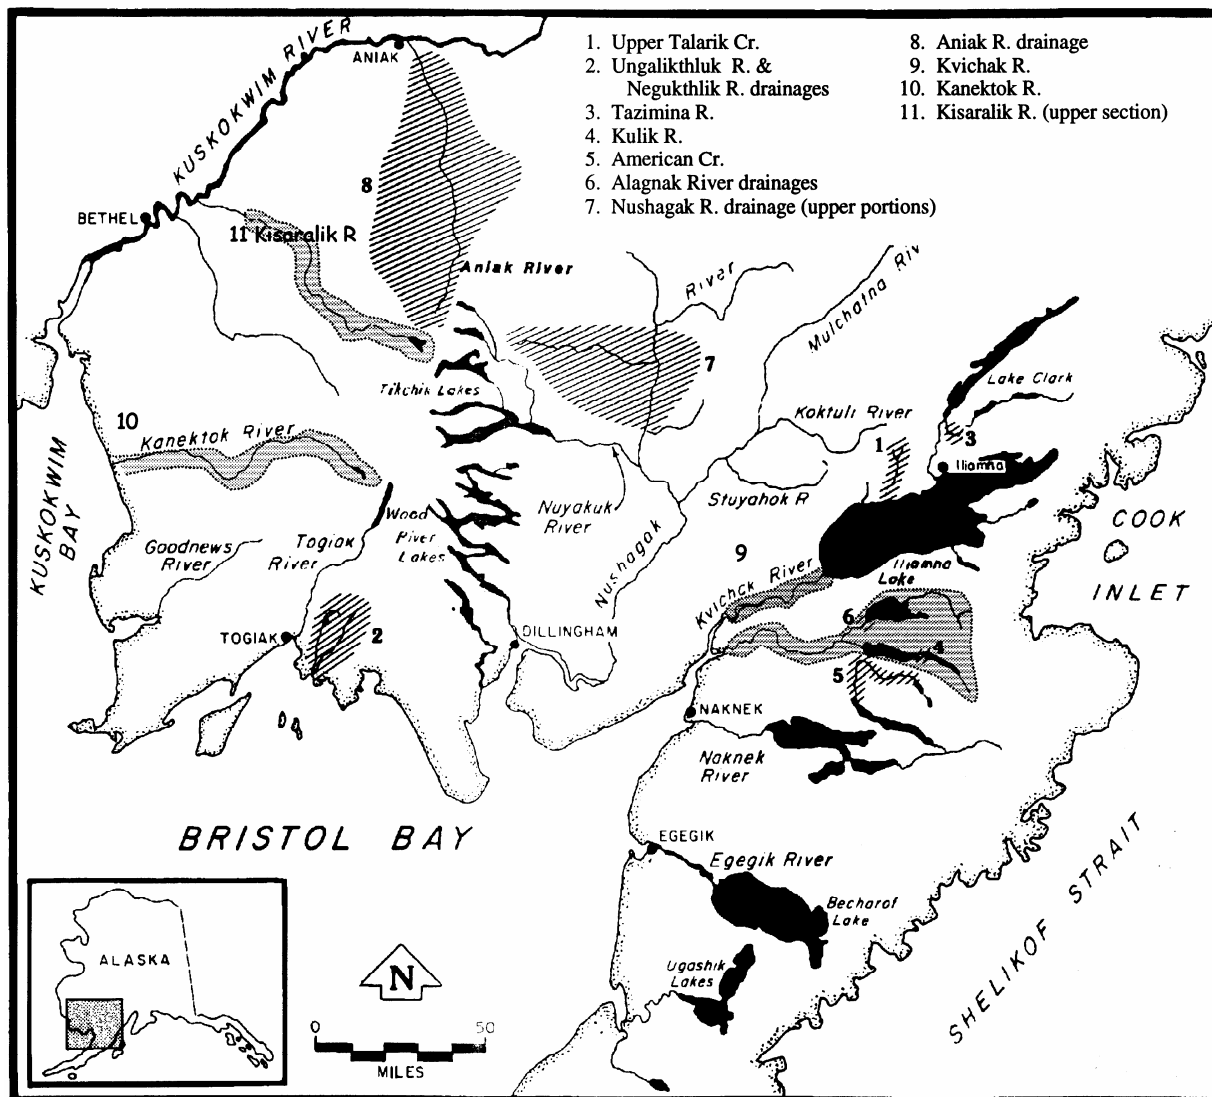 KUSKOKWIM RIVER
ANIAK
1. Upper Talarik Cr.
2. Ungalikthluk R. &
Negukthlik R. drainages
3. Tazimina R.
4. Kulik R.
5. American Cr.
6. Alagnak River drainages
7. Nushagak R. drainage (upper portions)
8. Aniak R. drainage
9. Kvichak R.
10. Kanektok R.
11. Kisaralik R. (upper section)
8
BETHEL
11 Kisaralik R
Aniak River
River
Mulchatna Riv
7
Tikchik Lakes
Lake Clark
10
Kanektok River
Koktuli River
1
3
Iliamna
KUSKOKWIM
BAY
Wood
River
Lakes
Nuyakuk
River
Stuyahok R
COOK
INLET
Goodnews
River
Togiak
River
Nushagak
9
Kvichak River
Iliamna
Lake
6
TOGIAK
2
DILLINGHAM
4
5
NAKNEK
Naknek
River
BRISTOL BAY
EGEGIK
Egegik River
Becharof
Lake
SHELIKOF STRAIT
ALASKA
N
Ugashik
Lakes
0 50
MILES